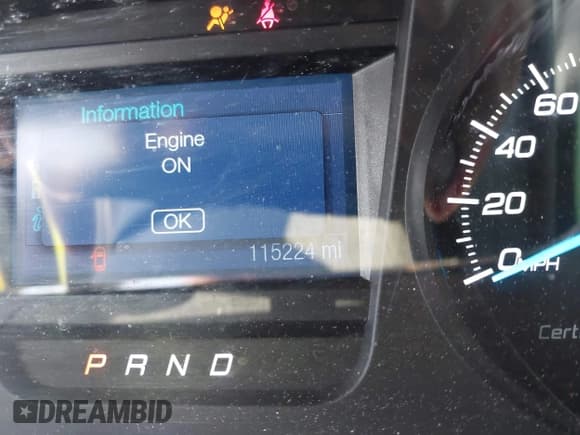 Information
Engine
ON
OK
115224 mi
P R N D
60
40
20
0 MPH
Cert
DREAMBID